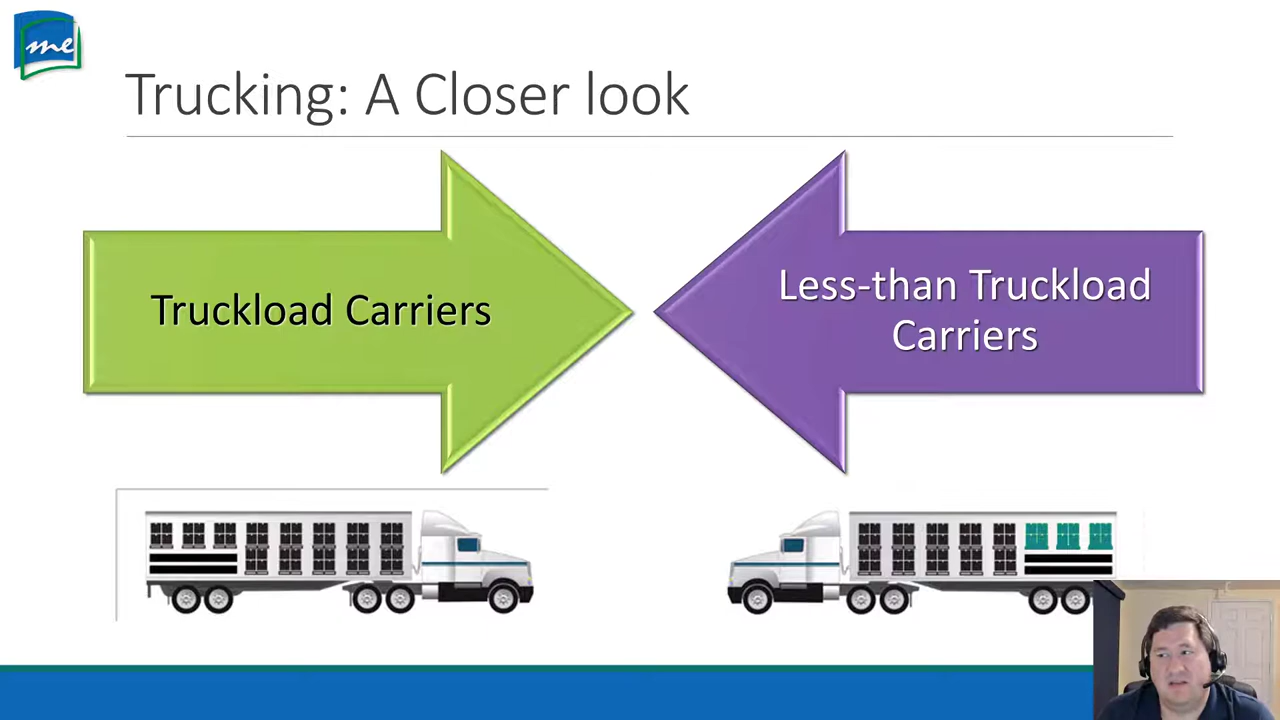 me
Trucking: A Closer look
Truckload Carriers
Less-than Truckload
Carriers